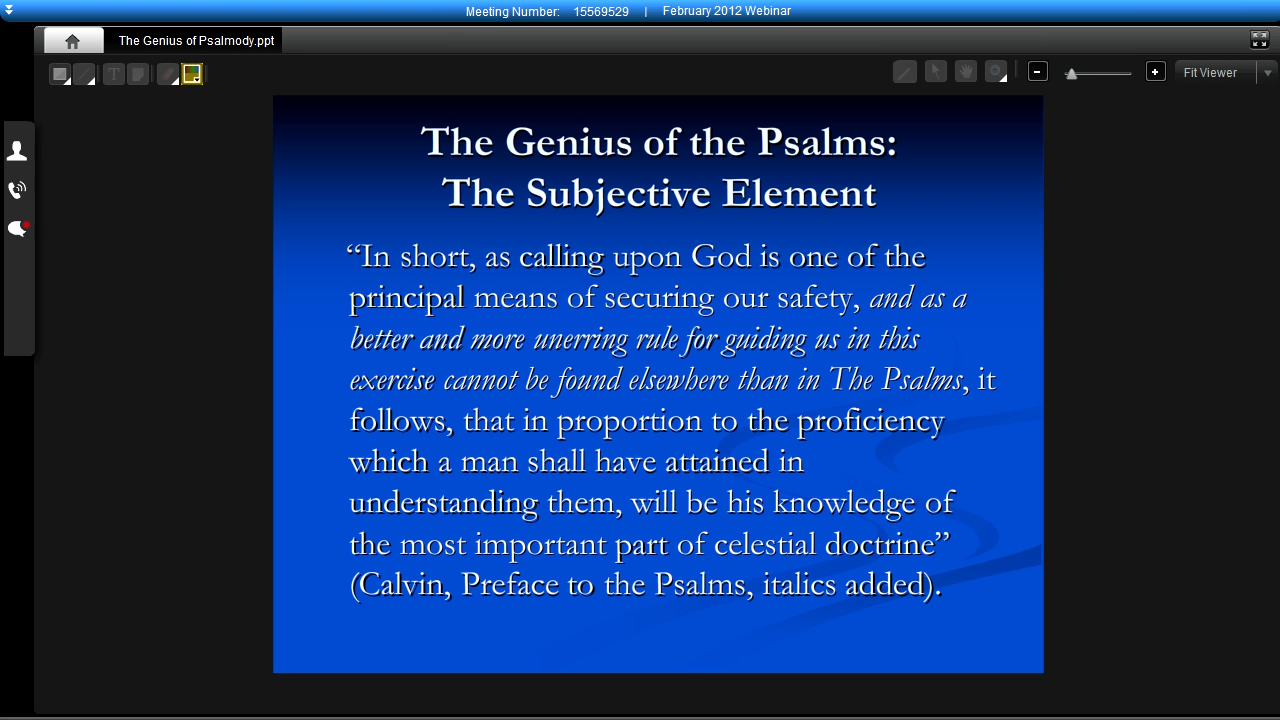 Meeting Number: 15569529 | February 2012 Webinar
The Genius of Psalmody.ppt
T
Fit Viewer
The Genius of the Psalms:
The Subjective Element
“In short, as calling upon God is one of the
principal means of securing our safety, and as a
better and more unerring rule for guiding us in this
exercise cannot be found elsewhere than in The Psalms, it
follows, that in proportion to the proficiency
which a man shall have attained in
understanding them, will be his knowledge of
the most important part of celestial doctrine”
(Calvin, Preface to the Psalms, italics added).